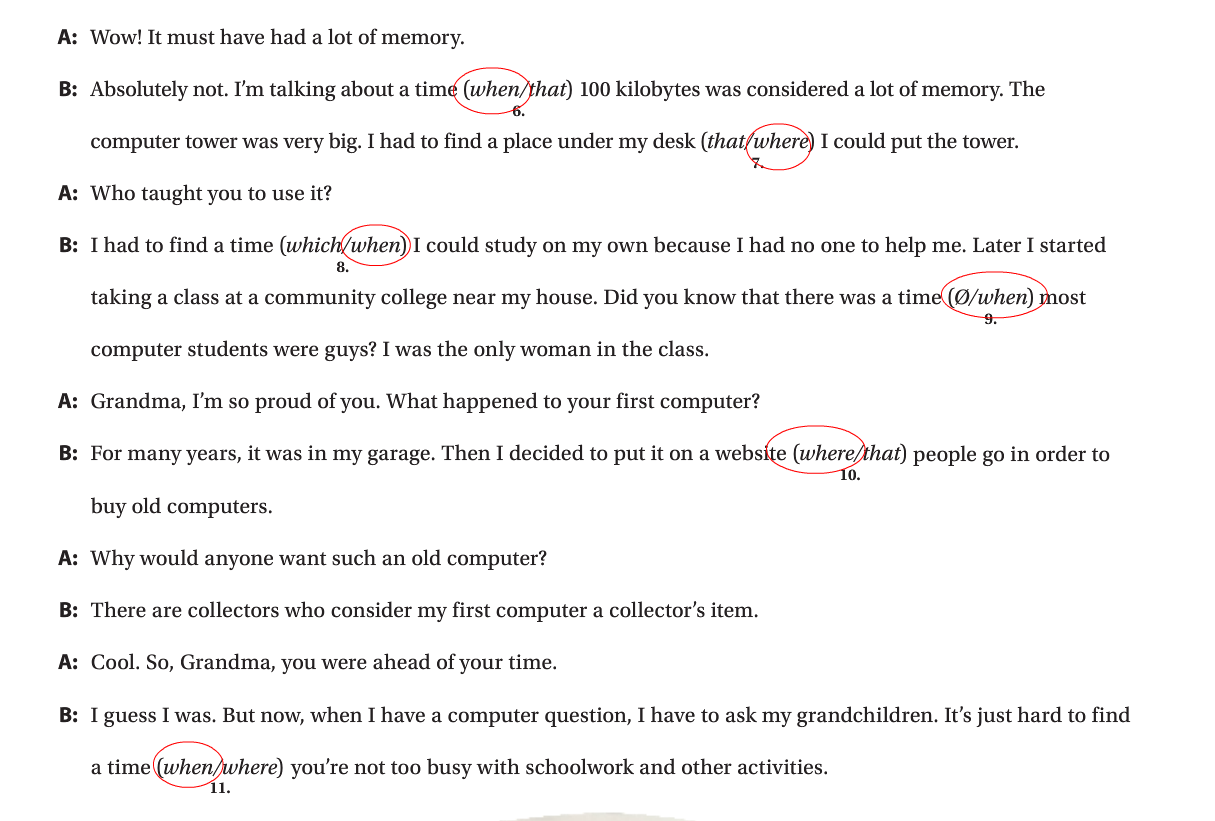 A: Wow! It must have had a lot of memory.
B: Absolutely not. I'm talking about a time (when/that) 100 kilobytes was considered a lot of memory. The
6.
computer tower was very big. I had to find a place under my desk (that/where) I could put the tower.
7.
A: Who taught you to use it?
B: I had to find a time (which/when) I could study on my own because I had no one to help me. Later I started
8.
taking a class at a community college near my house. Did you know that there was a time (Ø/when) most
9.
computer students were guys? I was the only woman in the class.
A: Grandma, I'm so proud of you. What happened to your first computer?
B: For many years, it was in my garage. Then I decided to put it on a website (where/that) people go in order to
10.
buy old computers.
A: Why would anyone want such an old computer?
B: There are collectors who consider my first computer a collector's item.
A: Cool. So, Grandma, you were ahead of your time.
B: I guess I was. But now, when I have a computer question, I have to ask my grandchildren. It's just hard to find
a time (when/where) you're not too busy with schoolwork and other activities.
11.